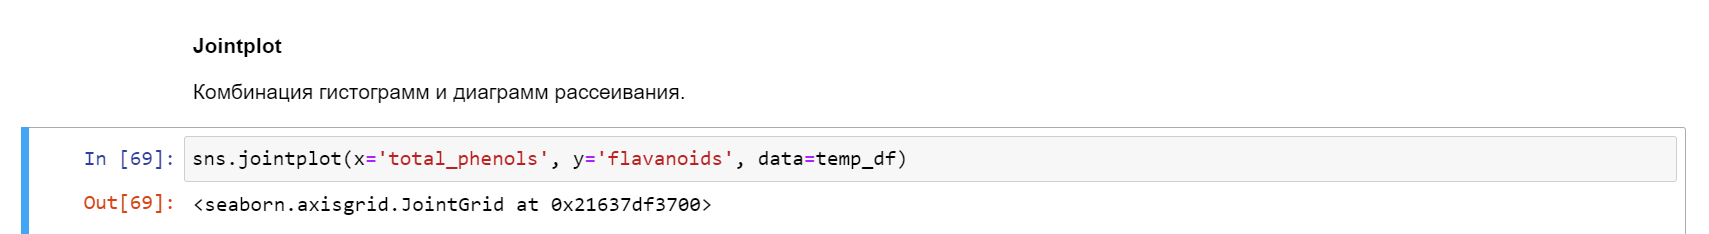 Jointplot
Комбинация гистограмм и диаграмм рассеивания.
In [69]: sns.jointplot(x='total_phenols', y='flavanoids', data=temp_df)
Out[69]: <seaborn.axisgrid.JointGrid at 0x21637df3700>